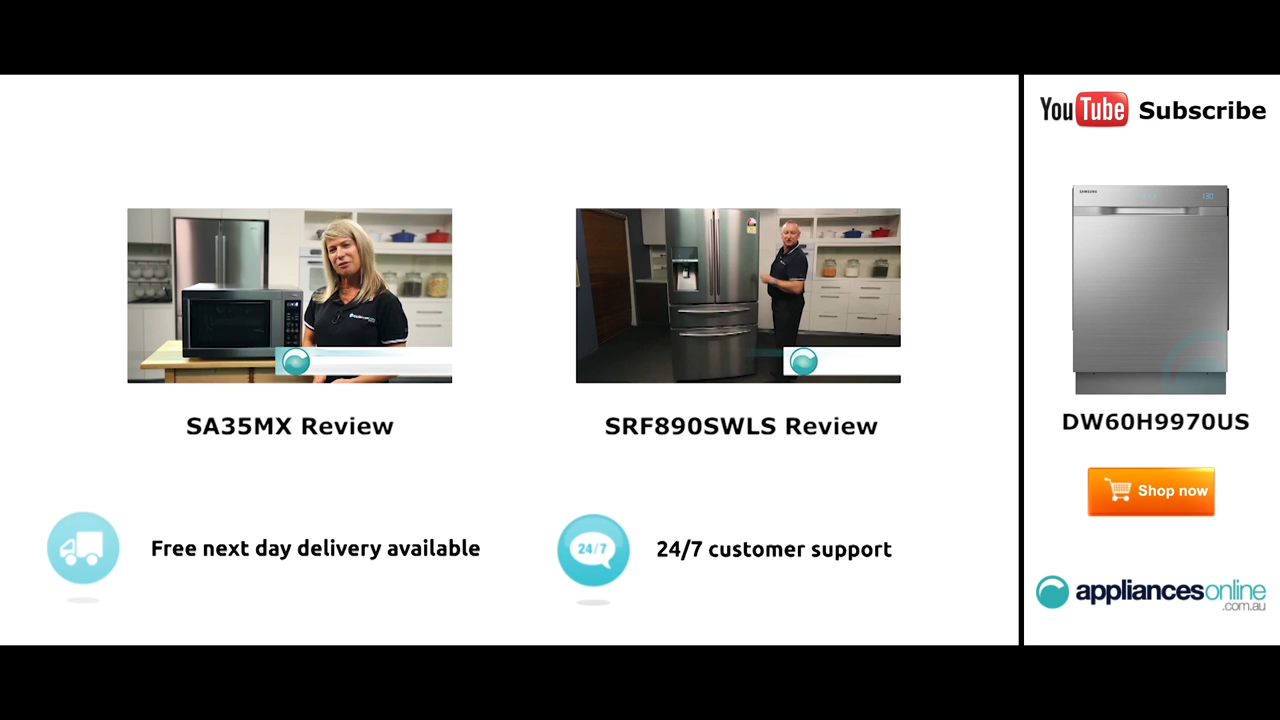 YouTube Subscribe
SAMSUNG
SA35MX Review
SRF890SWLS Review
DW60H9970US
Shop now
Free next day delivery available
24/7
24/7 customer support
appliancesonline
.com.au